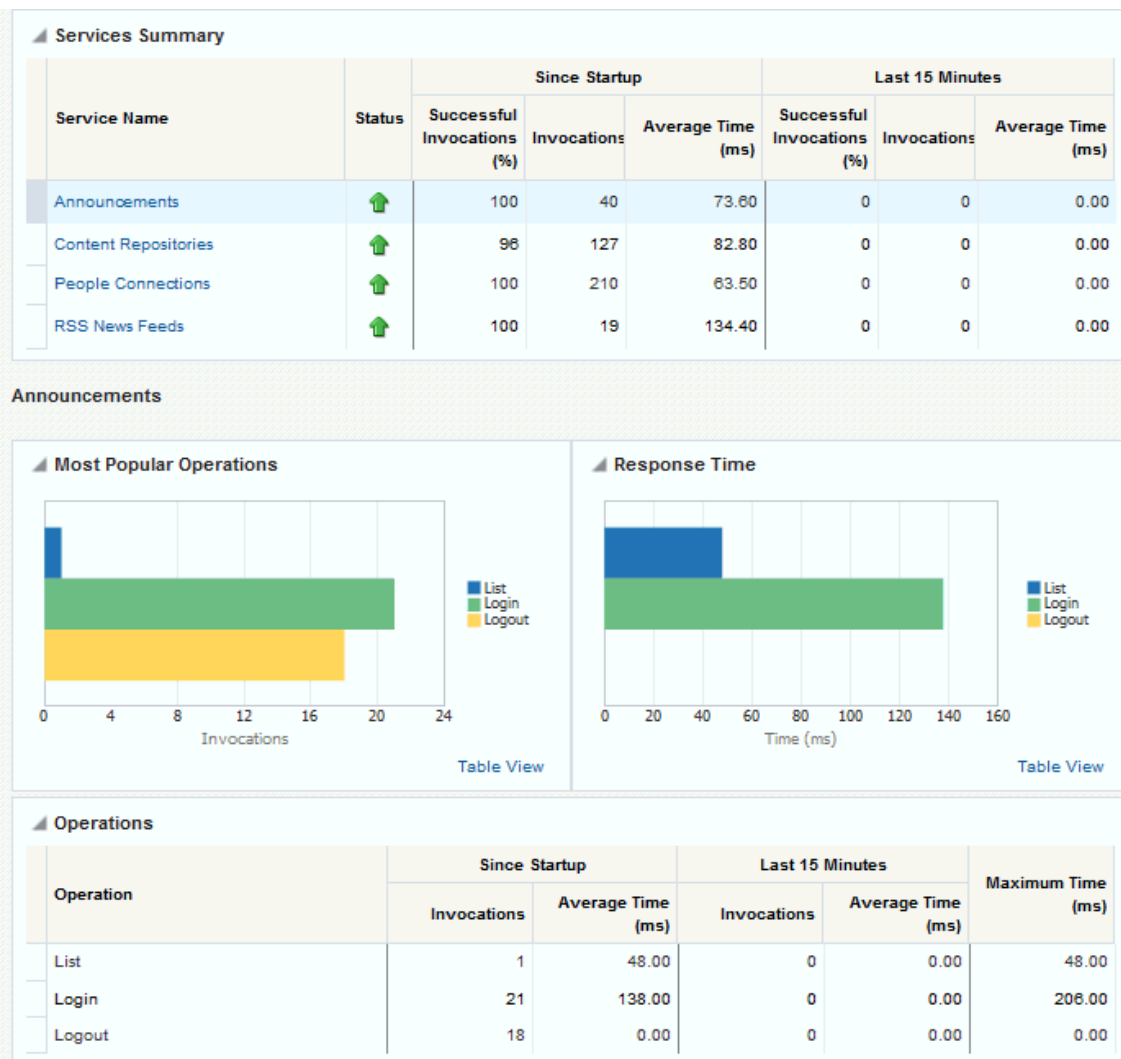 Services Summary
Since Startup Last 15 Minutes
Service Name Status Successful Invocations (%) Invocations Average Time (ms) Successful Invocations (%) Invocations Average Time (ms)
Announcements 100 40 73.60 0 0 0.00
Content Repositories 96 127 82.80 0 0 0.00
People Connections 100 210 63.50 0 0 0.00
RSS News Feeds 100 19 134.40 0 0 0.00
Announcements
Most Popular Operations
List
Login
Logout
0 4 8 12 16 20 24
Invocations
Table View
Response Time
List
Login
Logout
0 20 40 60 80 100 120 140 160
Time (ms)
Table View
Operations
Since Startup Last 15 Minutes
Operation Invocations Average Time (ms) Invocations Average Time (ms) Maximum Time (ms)
List 1 48.00 0 0.00 48.00
Login 21 138.00 0 0.00 206.00
Logout 18 0.00 0 0.00 0.00